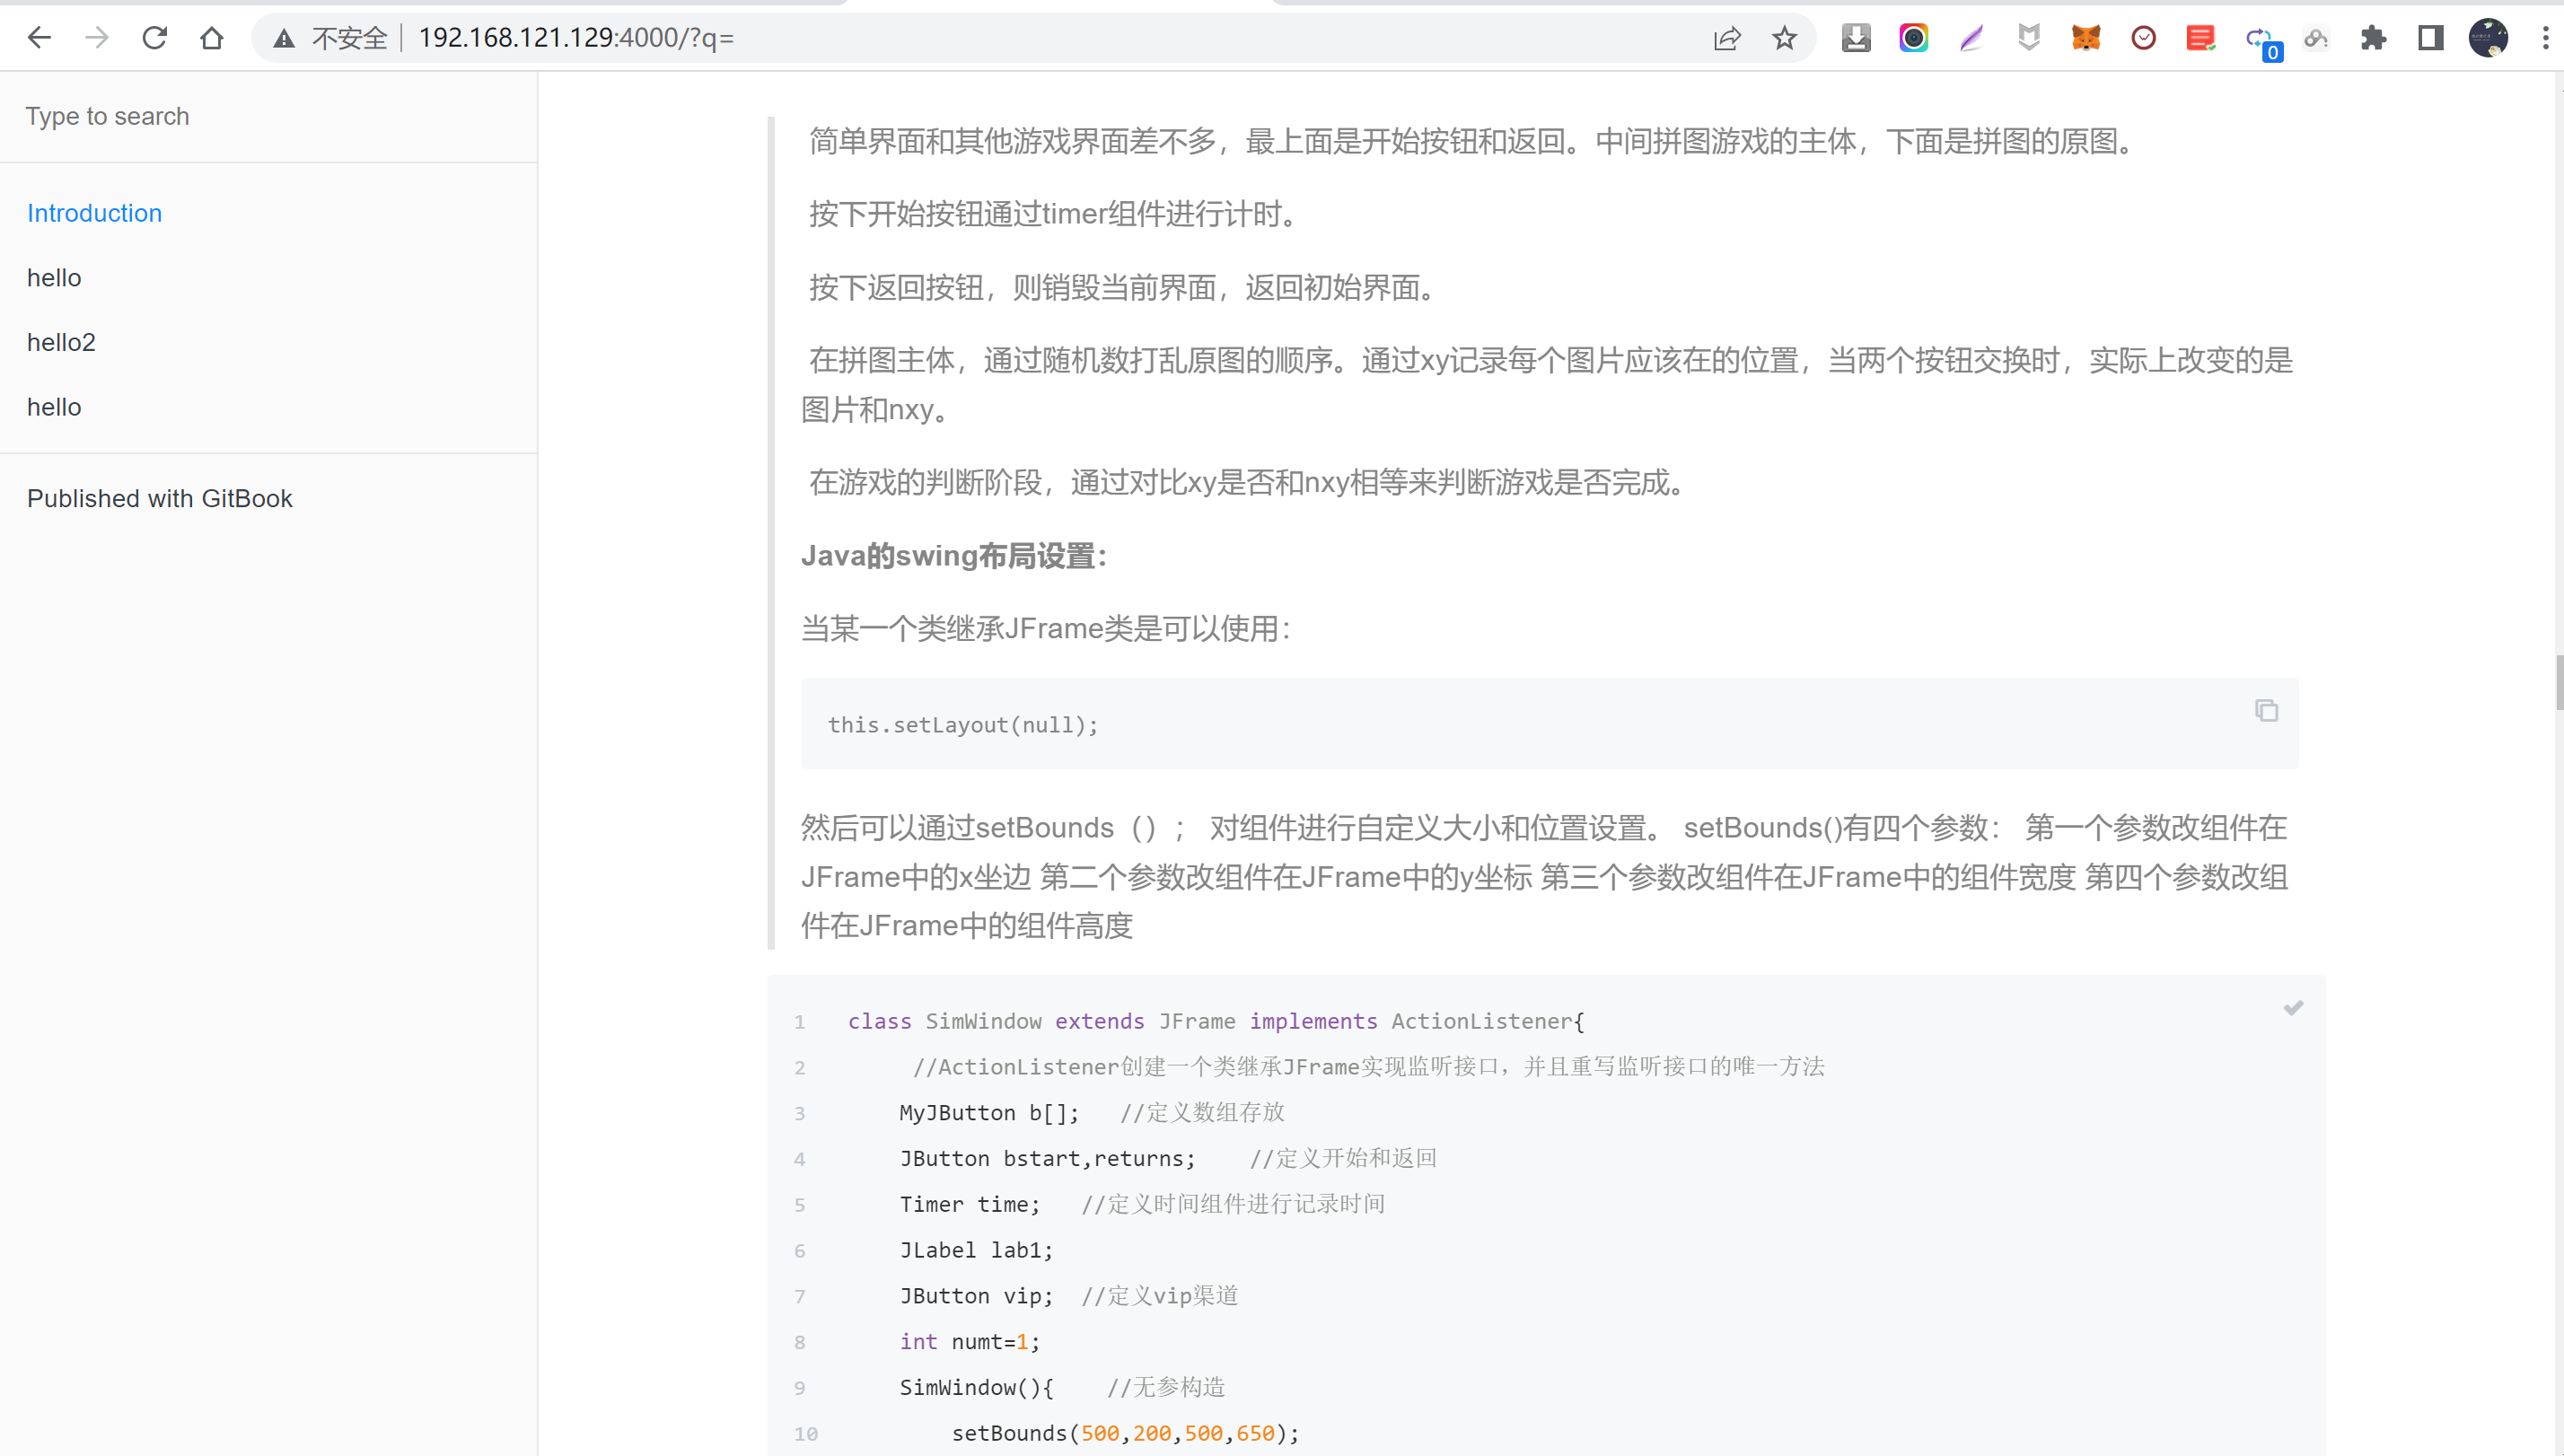 不安全 192.168.121.129:4000/?q=
0
Type to search
Introduction
hello
hello2
hello
Published with GitBook
简单界面和其他游戏界面差不多，最上面是开始按钮和返回。中间拼图游戏的主体，下面是拼图的原图。
按下开始按钮通过timer组件进行计时。
按下返回按钮，则销毁当前界面，返回初始界面。
在拼图主体，通过随机数打乱原图的顺序。通过xy记录每个图片应该在的位置，当两个按钮交换时，实际上改变的是
图片和nxy。
在游戏的判断阶段，通过对比xy是否和nxy相等来判断游戏是否完成。
Java的swing布局设置：
当某一个类继承JFrame类是可以使用：
this.setLayout(null);
然后可以通过setBounds（）； 对组件进行自定义大小和位置设置。 setBounds()有四个参数： 第一个参数改组件在
JFrame中的x坐边 第二个参数改组件在JFrame中的y坐标 第三个参数改组件在JFrame中的组件宽度 第四个参数改组
件在JFrame中的组件高度
1 class SimWindow extends JFrame implements ActionListener{
2 //ActionListener创建一个类继承JFrame实现监听接口，并且重写监听接口的唯一方法
3 MyJButton b[]; //定义数组存放
4 JButton bstart,returns; //定义开始和返回
5 Timer time; //定义时间组件进行记录时间
6 JLabel lab1;
7 JButton vip; //定义vip渠道
8 int numt=1;
9 SimWindow(){ //无参构造
10 setBounds(500,200,500,650);